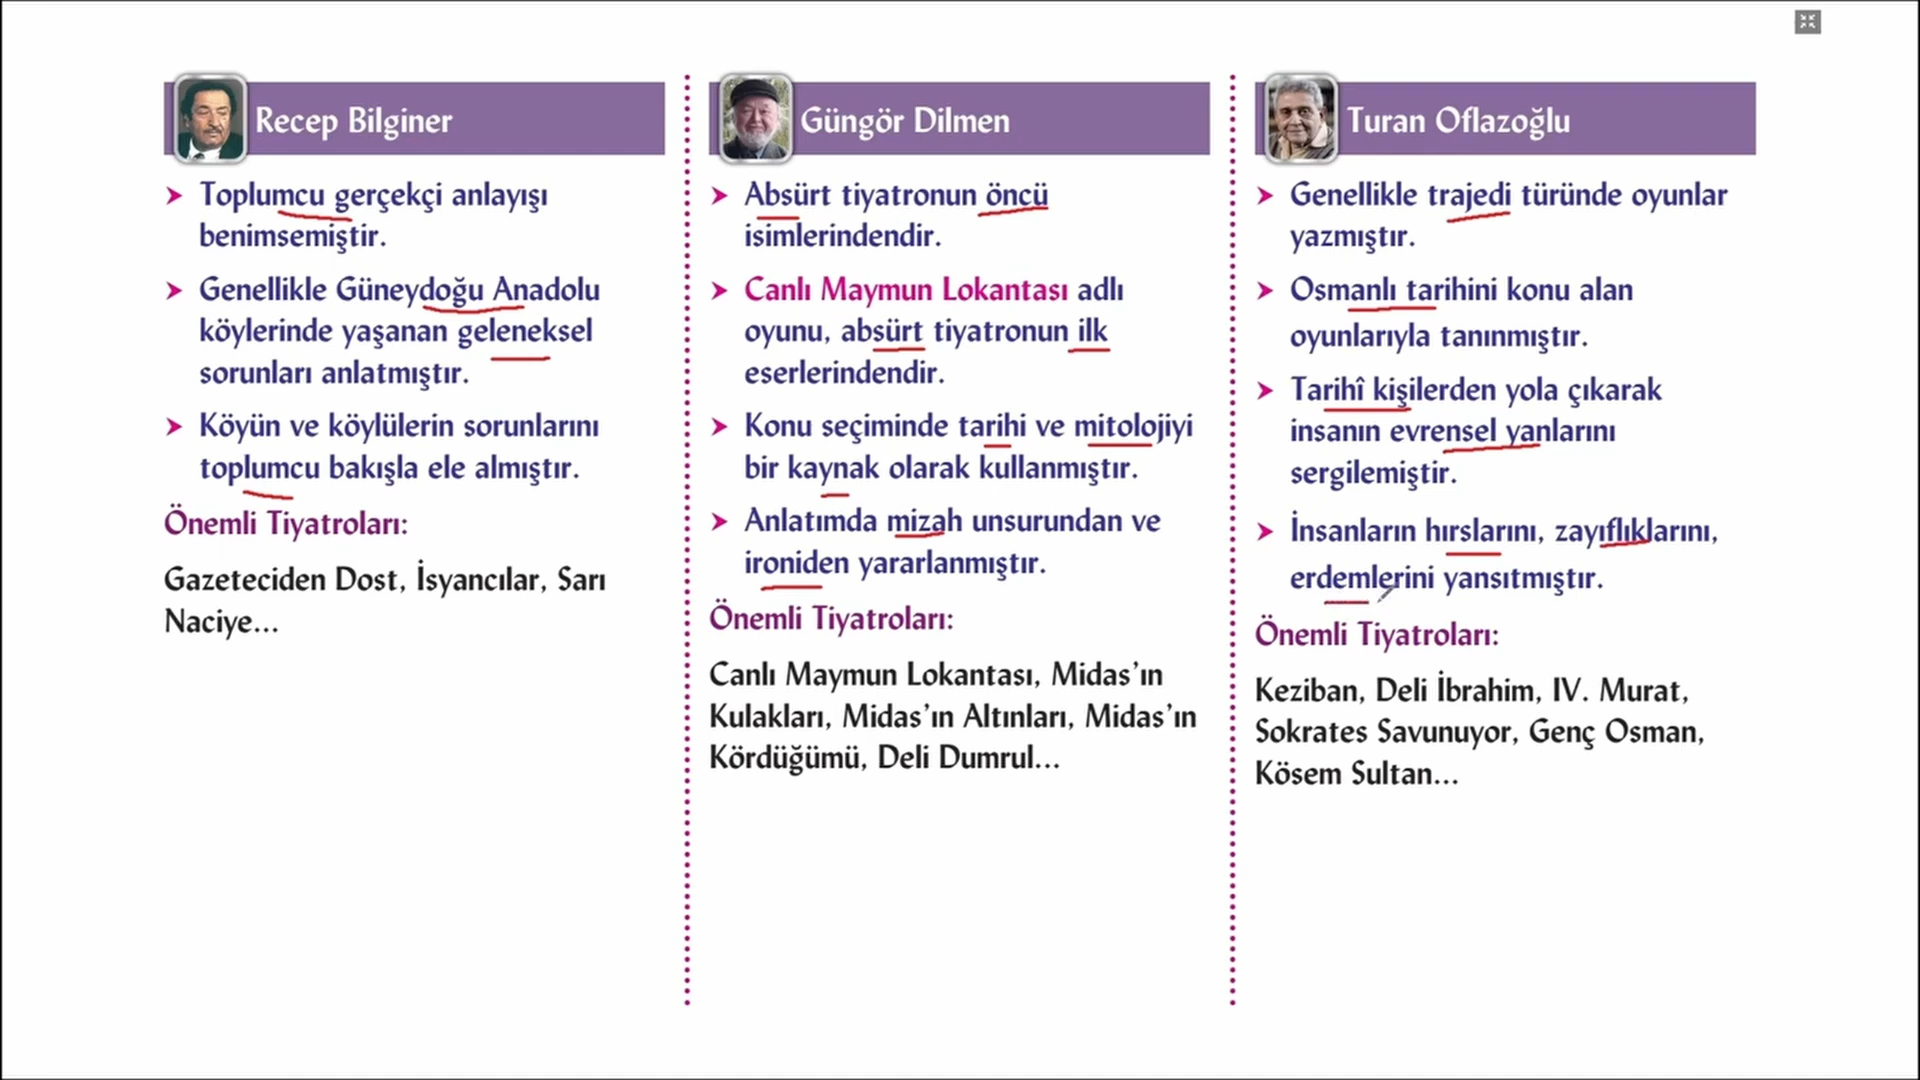 Recep Bilginer
Toplumcu gerçekçi anlayışı
benimsemiştir.
Genellikle Güneydoğu Anadolu
köylerinde yaşanan geleneksel
sorunları anlatmıştır.
Köyün ve köylülerin sorunlarını
toplumcu bakışla ele almıştır.
Önemli Tiyatroları:
Gazeteciden Dost, İsyancılar, Sarı
Naciye...
Güngör Dilmen
Absürt tiyatronun öncü
isimlerindendir.
Canlı Maymun Lokantası adlı
oyunu, absürt tiyatronun ilk
eserlerindendir.
Konu seçiminde tarihi ve mitolojiyi
bir kaynak olarak kullanmıştır.
Anlatımda mizah unsurundan ve
ironiden yararlanmıştır.
Önemli Tiyatroları:
Canlı Maymun Lokantası, Midas'ın
Kulakları, Midas'ın Altınları, Midas'ın
Kördüğümü, Deli Dumrul...
Turan Oflazoğlu
Genellikle trajedi türünde oyunlar
yazmıştır.
Osmanlı tarihini konu alan
oyunlarıyla tanınmıştır.
Tarihî kişilerden yola çıkarak
insanın evrensel yanlarını
sergilemiştir.
İnsanların hırslarını, zayıflıklarını,
erdemlerini yansıtmıştır.
Önemli Tiyatroları:
Keziban, Deli İbrahim, IV. Murat,
Sokrates Savunuyor, Genç Osman,
Kösem Sultan...